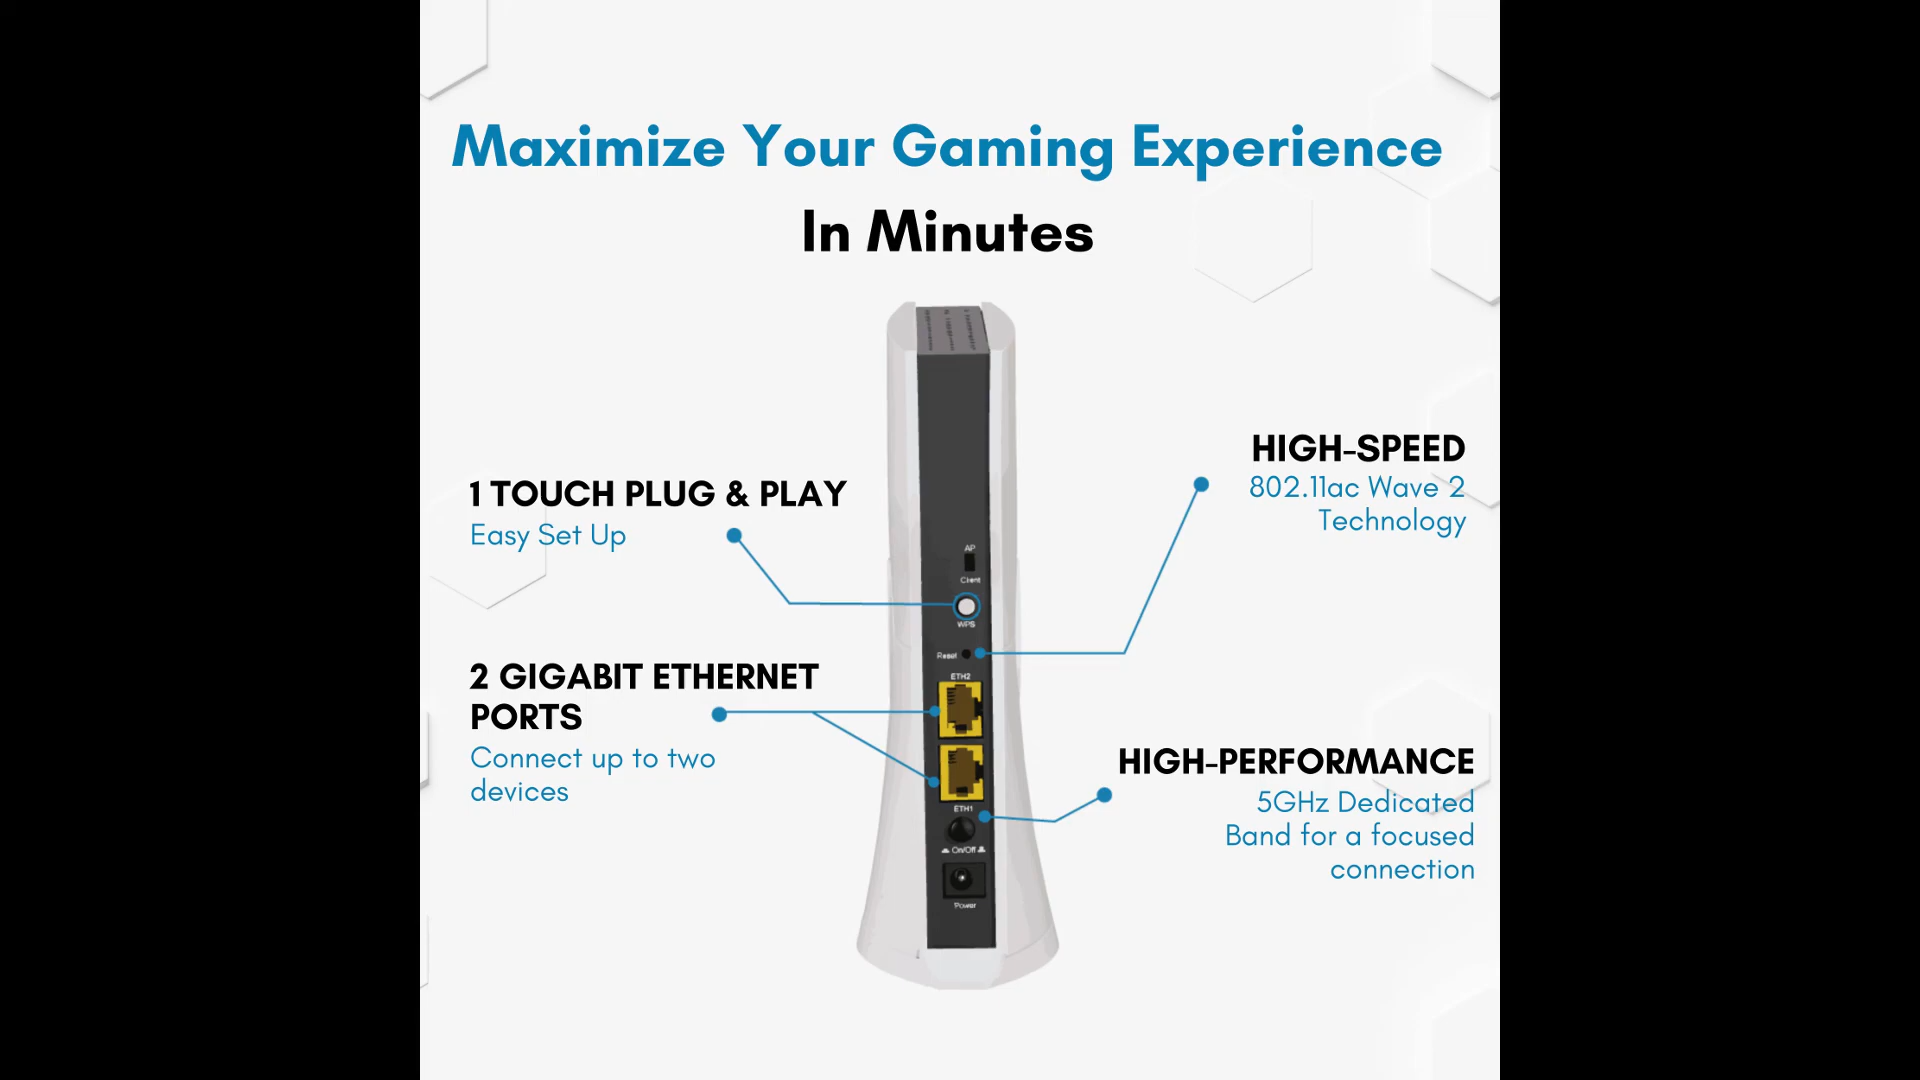 Maximize Your Gaming Experience
In Minutes
1 TOUCH PLUG & PLAY
Easy Set Up
HIGH-SPEED
802.11ac Wave 2
Technology
2 GIGABIT ETHERNET
PORTS
Connect up to two
devices
HIGH-PERFORMANCE
5GHz Dedicated
Band for a focused
connection
AP
Client
WPS
Reset
ETH2
ETH1
On/Off
Power